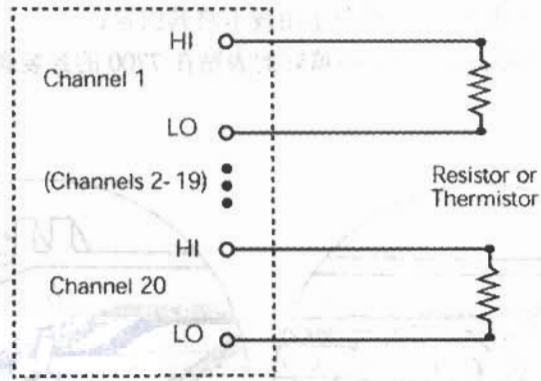 HI
Channel 1
LO
(Channels 2-19)
Resistor or
Thermistor
HI
Channel 20
LO